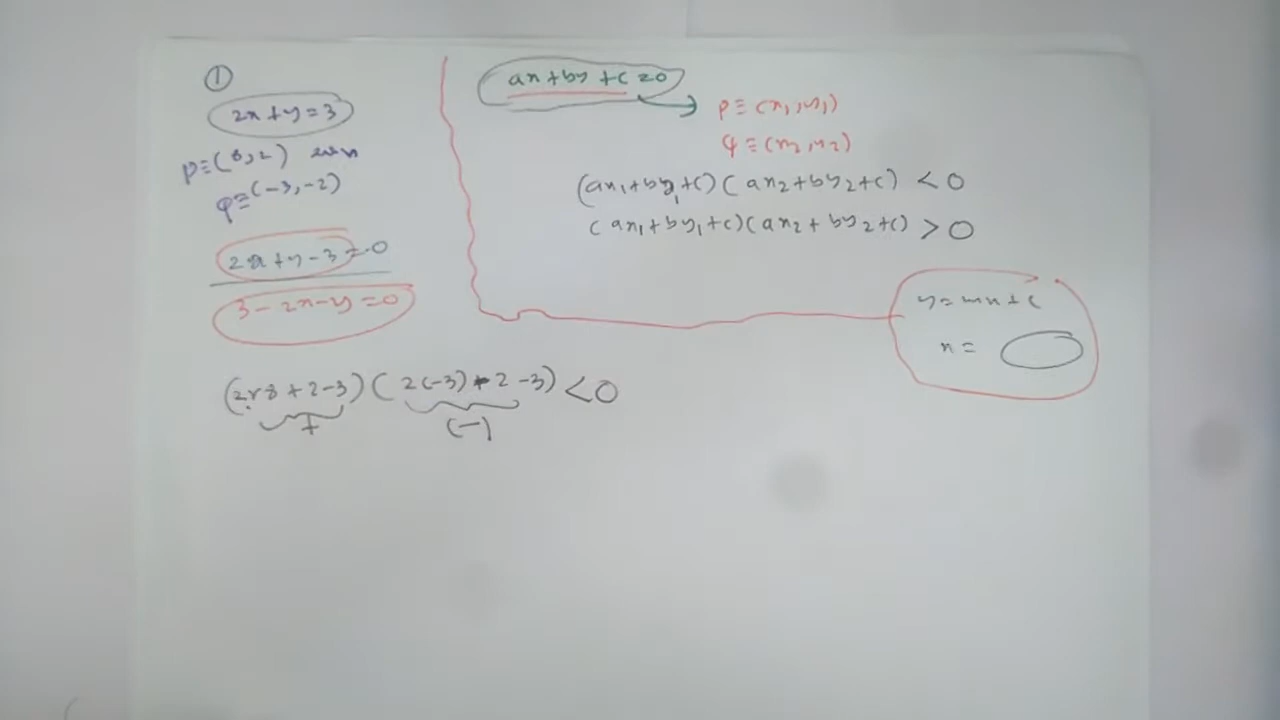 ①
2x+y=3
P≡(8,2)
Q≡(-3,-2)
2x+y-3=0
3-2x-y=0
(2×8+2-3)(2(-3)-2-3)<0
+ (-)
ax+by+c=0
P≡(x₁,y₁)
Q≡(x₂,y₂)
(ax₁+by₁+c)(ax₂+by₂+c) <0
(ax₁+by₁+c)(ax₂+by₂+c) >0
y=mx+c
x=